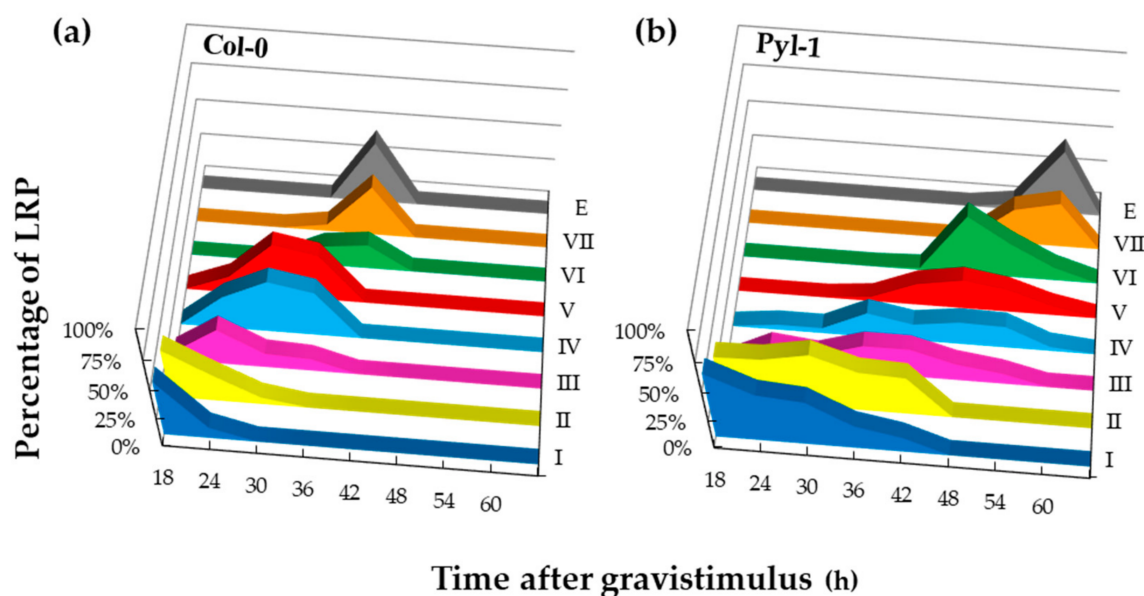 (a)
Col-0
(b)
Pyl-1
Percentage of LRP
100%
75%
50%
25%
0%
E
VII
VI
V
IV
III
II
I
18 24 30 36 42 48 54 60
100%
75%
50%
25%
0%
E
VII
VI
V
IV
III
II
I
18 24 30 36 42 48 54 60
Time after gravistimulus (h)